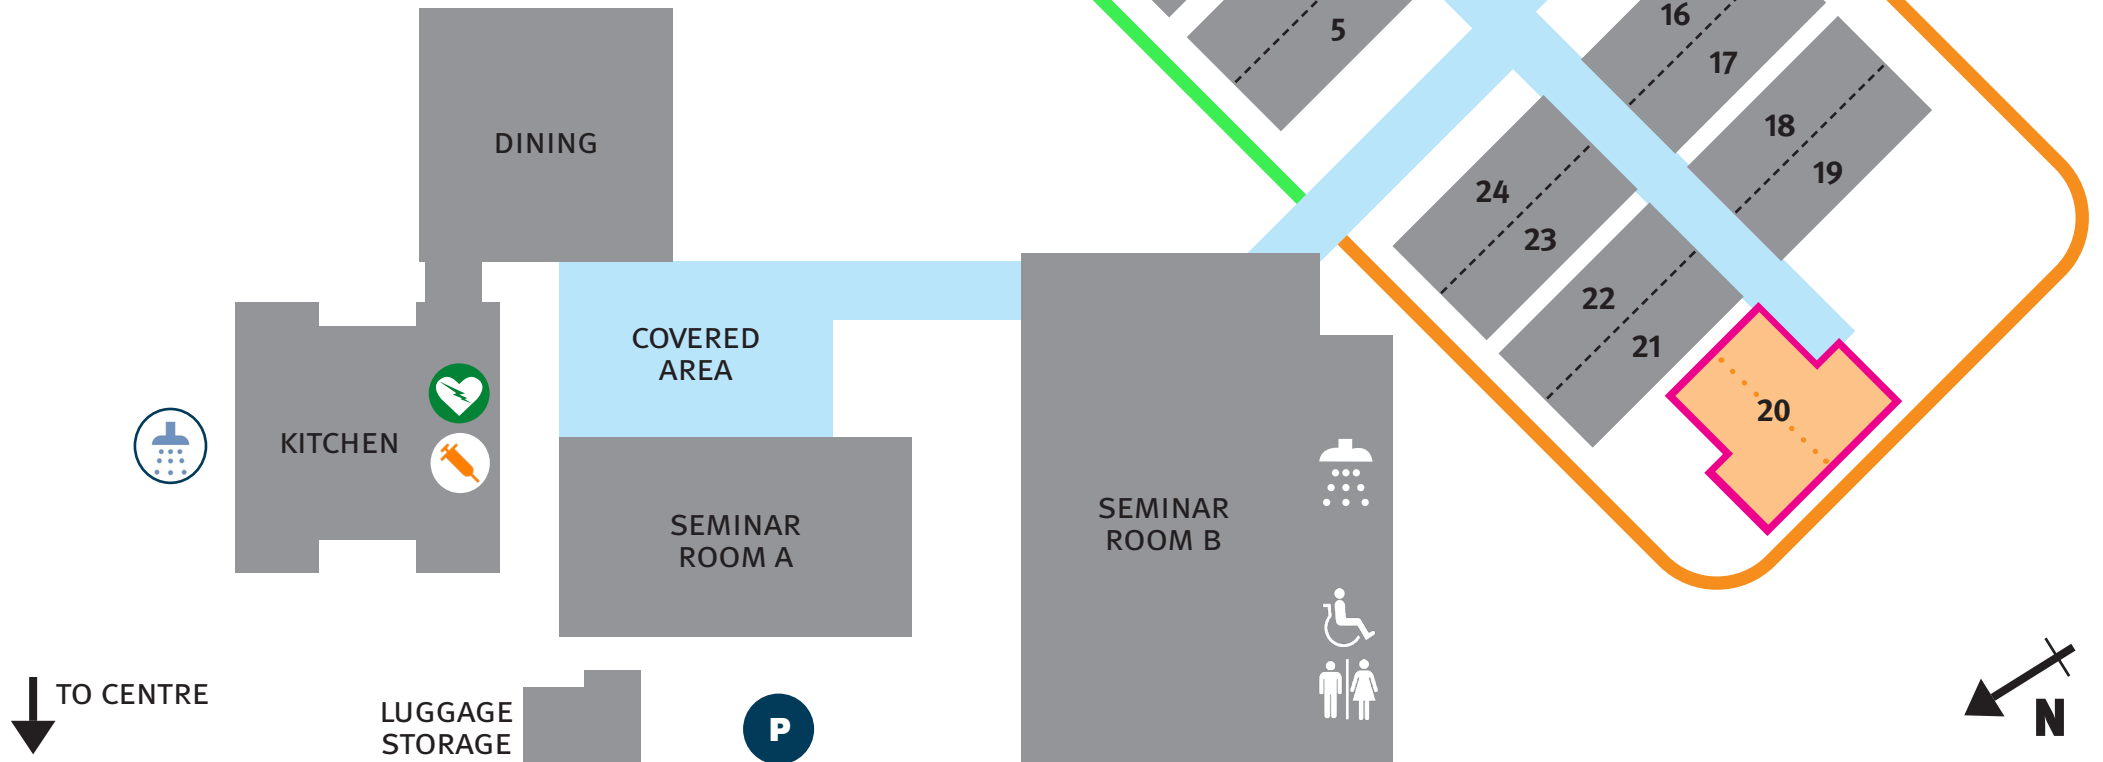 5
16
17
18
19
24
23
22
21
20
DINING
COVERED
AREA
KITCHEN
SEMINAR
ROOM A
SEMINAR
ROOM B
TO CENTRE
LUGGAGE
STORAGE
P
N